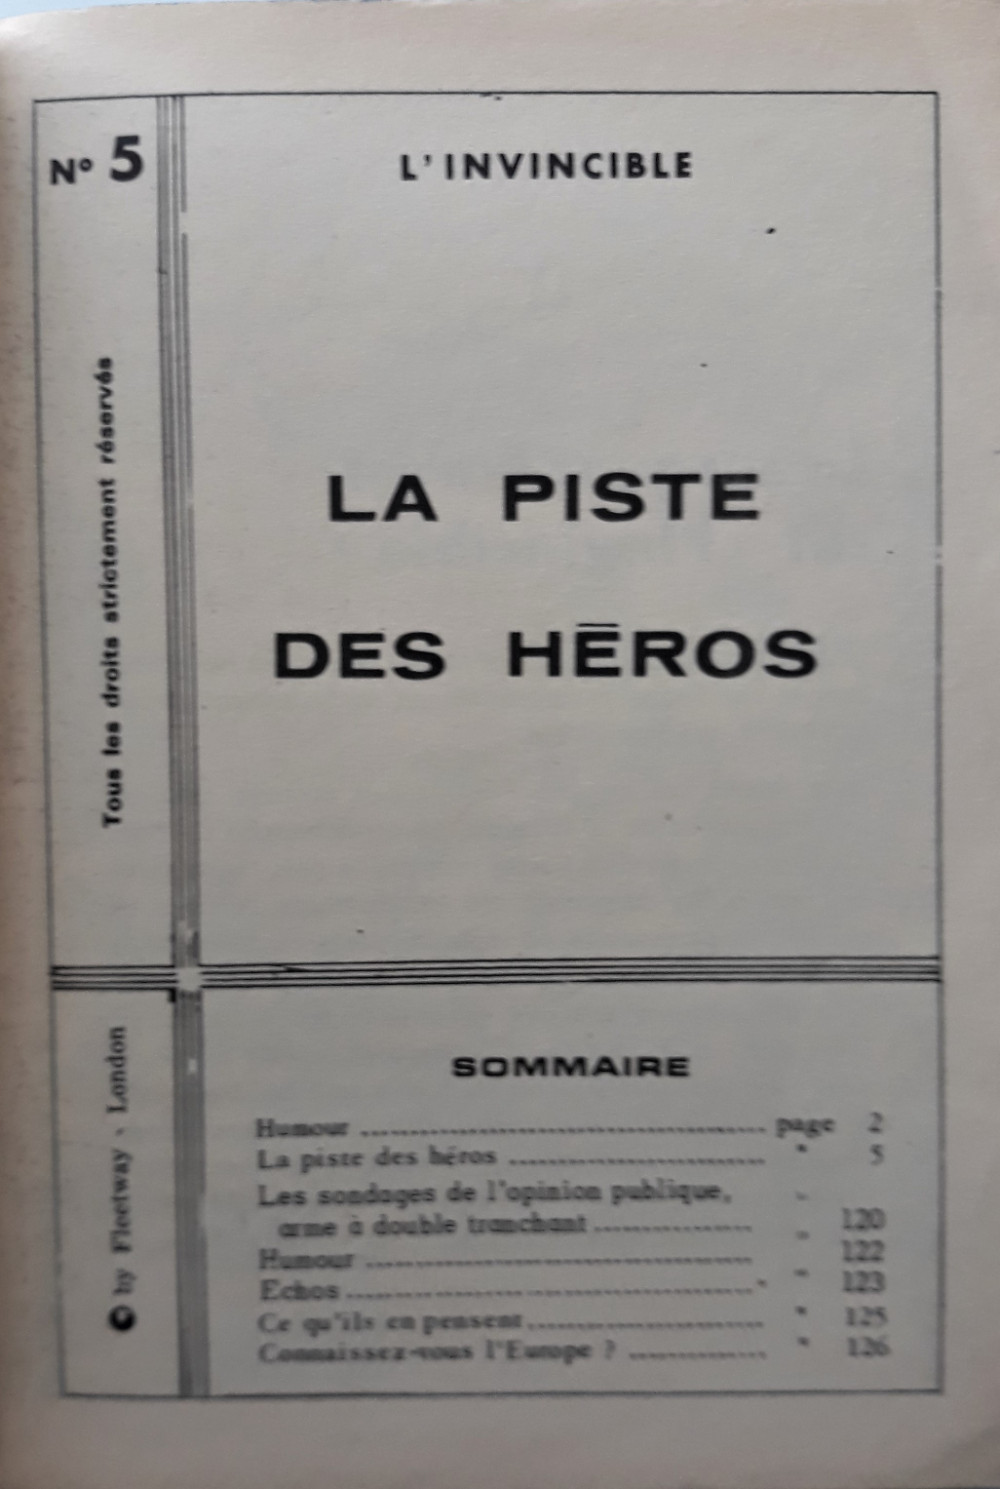 N° 5
L'INVINCIBLE
Tous les droits strictement réservés
LA PISTE
DES HĒROS
© by Fleetway - London
SOMMAIRE
Humour ........................................ page 2
La piste des héros ........................... " 5
Les sondages de l'opinion publique, "
arme à double tranchant ................. 120
Humour ........................................ " 122
Echos ........................................... " 123
Ce qu'ils en pensent ......................... " 125
Connaissez-vous l'Europe ? ............... " 126